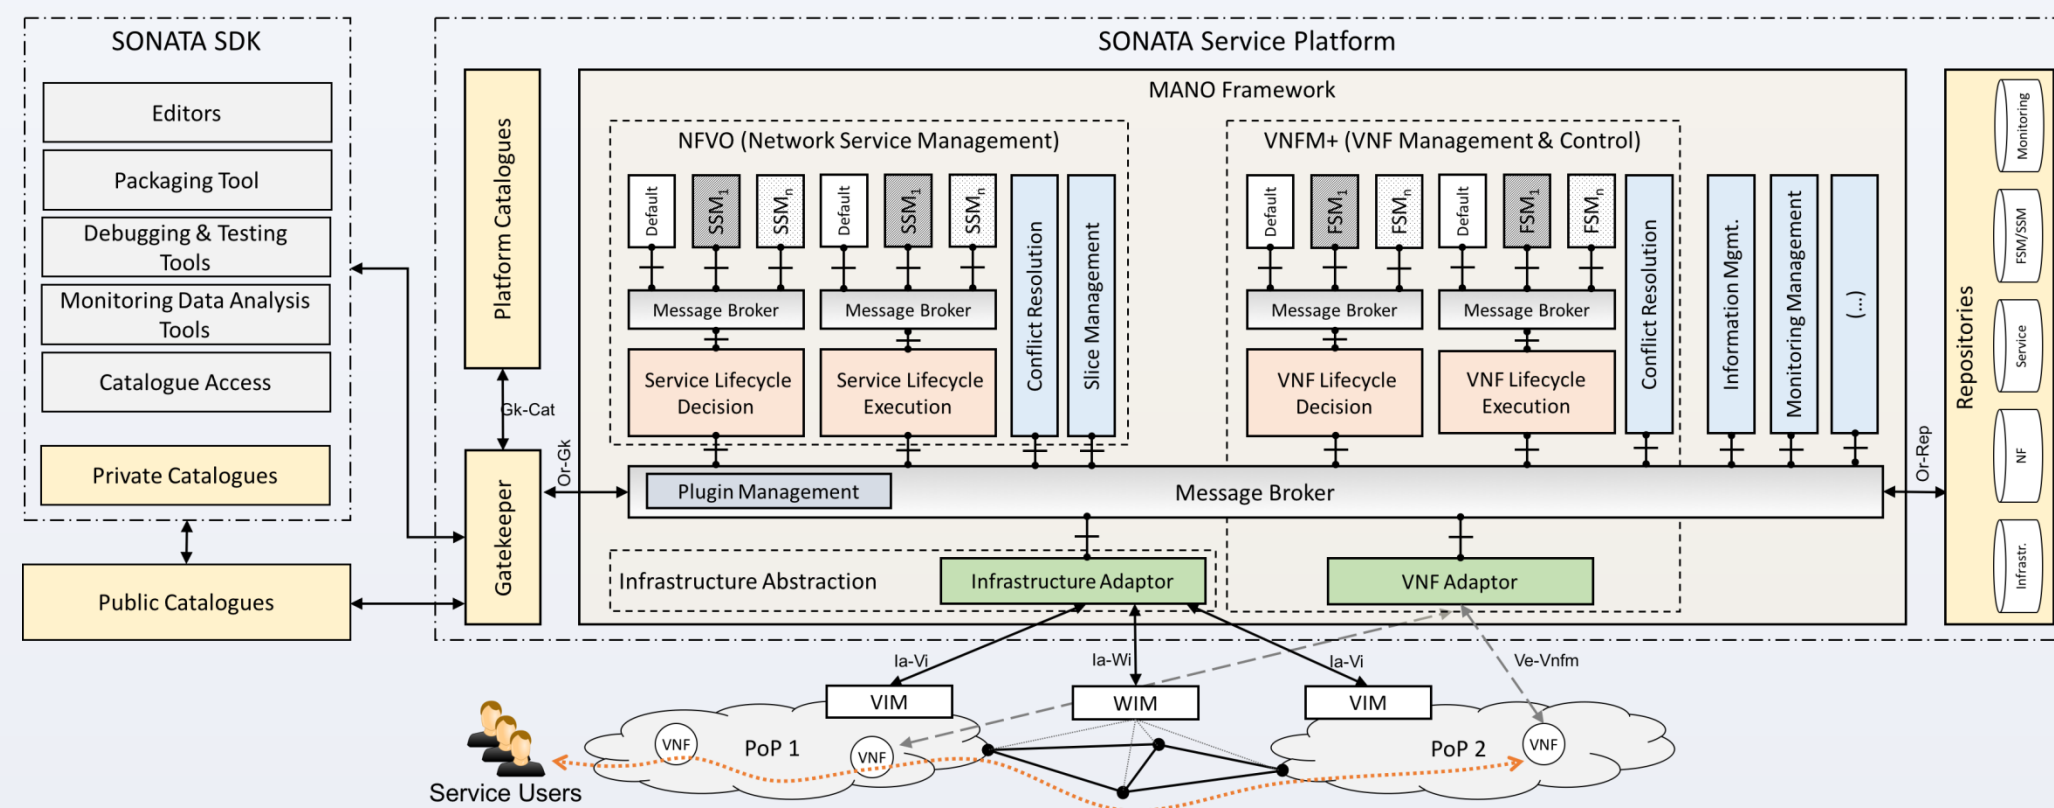 SONATA SDK
Editors
Packaging Tool
Debugging & Testing
Tools
Monitoring Data Analysis
Tools
Catalogue Access
Private Catalogues
Public Catalogues
SONATA Service Platform
Platform Catalogues
Gk-Cat
Gatekeeper
Or-Gk
MANO Framework
NFVO (Network Service Management)
Default
SSM1
SSMn
Default
SSM1
SSMn
Message Broker
Message Broker
Service Lifecycle
Decision
Service Lifecycle
Execution
Conflict Resolution
Slice Management
VNFM+ (VNF Management & Control)
Default
FSM1
FSMn
Default
FSM1
FSMn
Message Broker
Message Broker
VNF Lifecycle
Decision
VNF Lifecycle
Execution
Conflict Resolution
Information Mgmt.
Monitoring Management
(...)
Plugin Management
Message Broker
Infrastructure Abstraction
Infrastructure Adaptor
VNF Adaptor
Or-Rep
Repositories
Monitoring
FSM/SSM
Service
NF
Infrastr.
Ia-Vi
Ia-Wi
Ia-Vi
Ve-Vnfm
VIM
WIM
VIM
VNF
PoP 1
VNF
PoP 2
VNF
Service Users